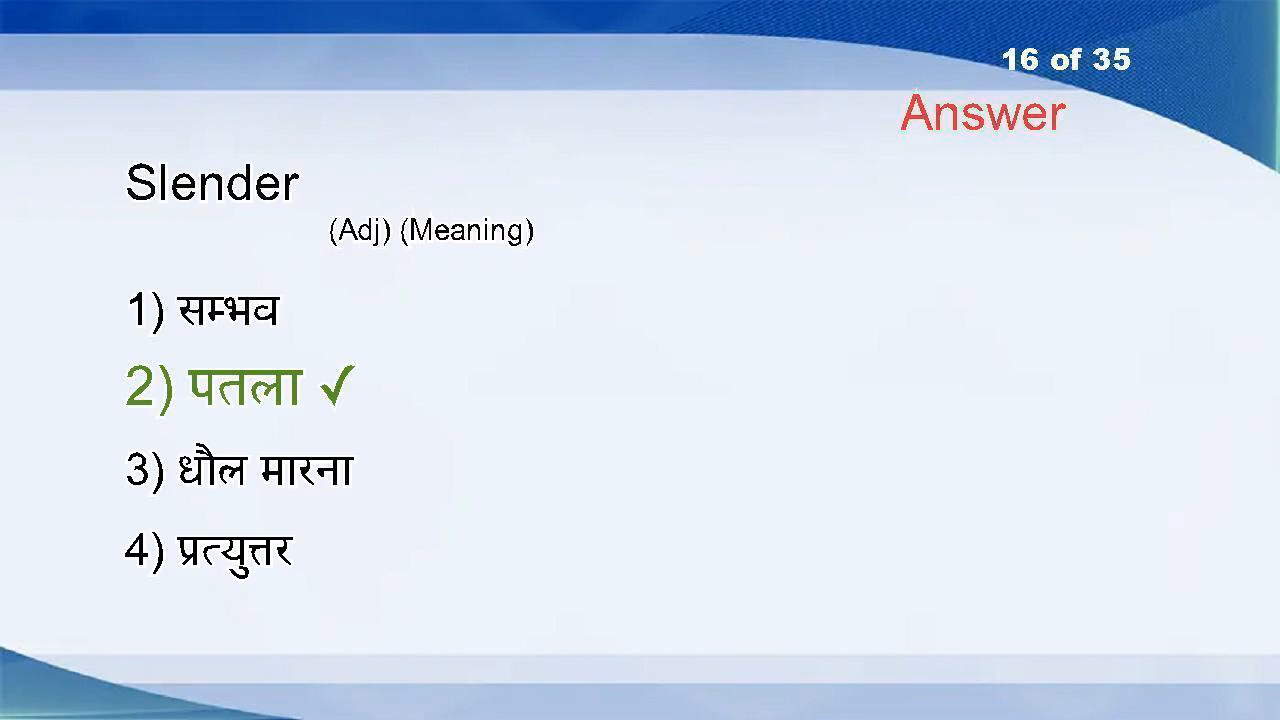 16 of 35
Answer
Slender
(Adj) (Meaning)
1) सम्भव
2) पतला ✓
3) धौल मारना
4) प्रत्युत्तर